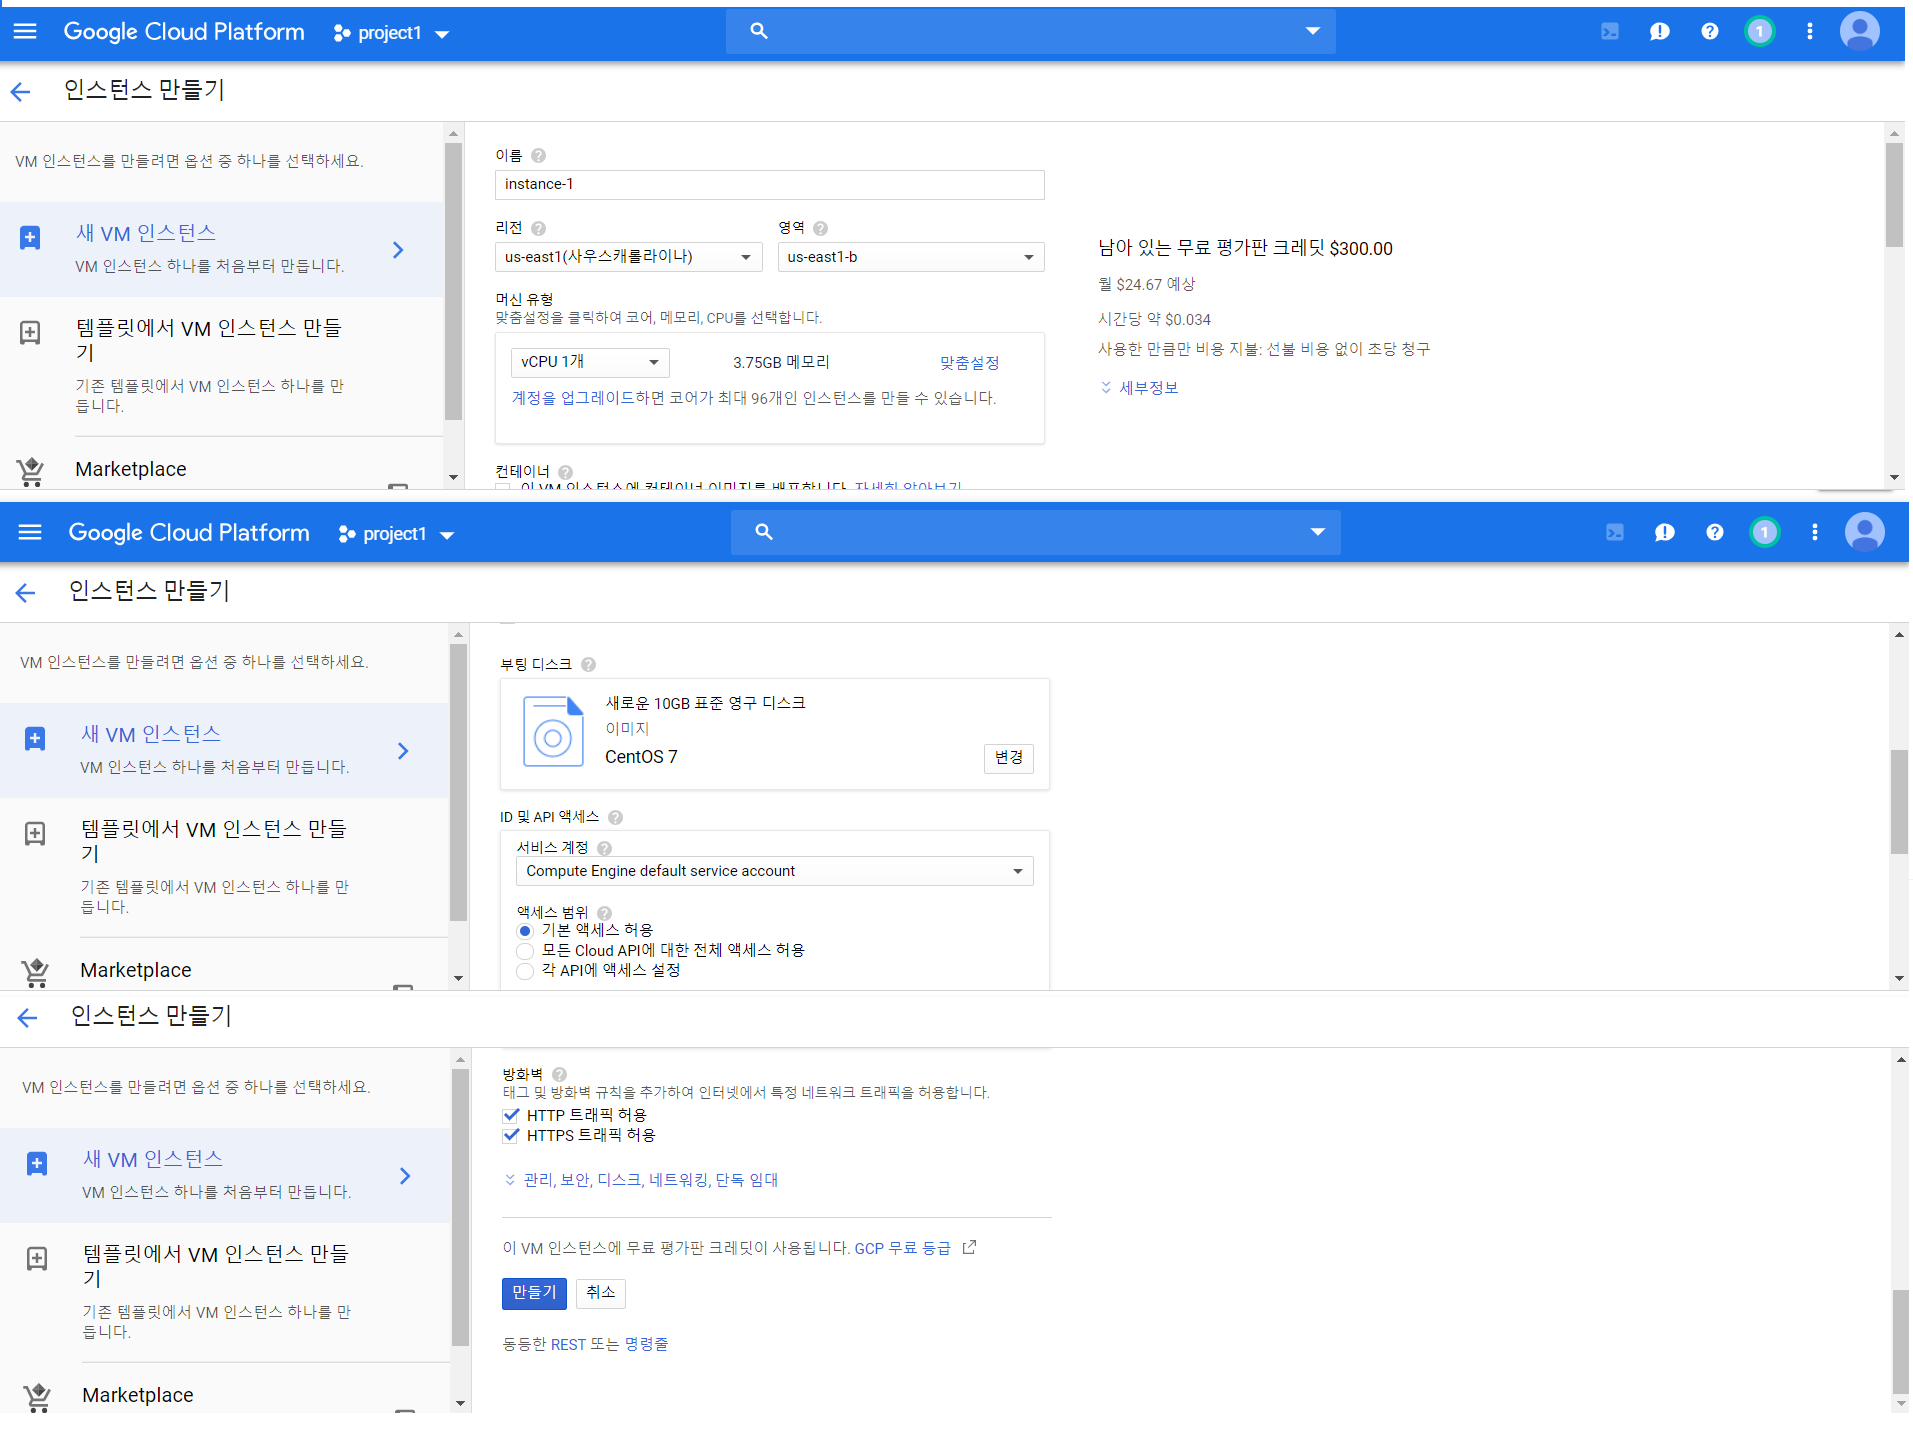 Google Cloud Platform project1
1
인스턴스 만들기
VM 인스턴스를 만들려면 옵션 중 하나를 선택하세요.
새 VM 인스턴스
VM 인스턴스 하나를 처음부터 만듭니다.
템플릿에서 VM 인스턴스 만들
기
기존 템플릿에서 VM 인스턴스 하나를 만
듭니다.
Marketplace
이름
instance-1
리전
영역
us-east1(사우스캐롤라이나)
us-east1-b
머신 유형
맞춤설정을 클릭하여 코어, 메모리, CPU를 선택합니다.
vCPU 1개
3.75GB 메모리
맞춤설정
계정을 업그레이드하면 코어가 최대 96개인 인스턴스를 만들 수 있습니다.
컨테이너
이 VM 인스턴스에 컨테이너 이미지를 배포합니다. 자세히 알아보기
남아 있는 무료 평가판 크레딧 $300.00
월 $24.67 예상
시간당 약 $0.034
사용한 만큼만 비용 지불: 선불 비용 없이 초당 청구
세부정보
Google Cloud Platform project1
1
인스턴스 만들기
VM 인스턴스를 만들려면 옵션 중 하나를 선택하세요.
새 VM 인스턴스
VM 인스턴스 하나를 처음부터 만듭니다.
템플릿에서 VM 인스턴스 만들
기
기존 템플릿에서 VM 인스턴스 하나를 만
듭니다.
Marketplace
부팅 디스크
새로운 10GB 표준 영구 디스크
이미지
CentOS 7
변경
ID 및 API 액세스
서비스 계정
Compute Engine default service account
액세스 범위
기본 액세스 허용
모든 Cloud API에 대한 전체 액세스 허용
각 API에 액세스 설정
인스턴스 만들기
VM 인스턴스를 만들려면 옵션 중 하나를 선택하세요.
새 VM 인스턴스
VM 인스턴스 하나를 처음부터 만듭니다.
템플릿에서 VM 인스턴스 만들
기
기존 템플릿에서 VM 인스턴스 하나를 만
듭니다.
Marketplace
방화벽
태그 및 방화벽 규칙을 추가하여 인터넷에서 특정 네트워크 트래픽을 허용합니다.
HTTP 트래픽 허용
HTTPS 트래픽 허용
관리, 보안, 디스크, 네트워킹, 단독 임대
이 VM 인스턴스에 무료 평가판 크레딧이 사용됩니다. GCP 무료 등급
만들기
취소
동등한 REST 또는 명령줄